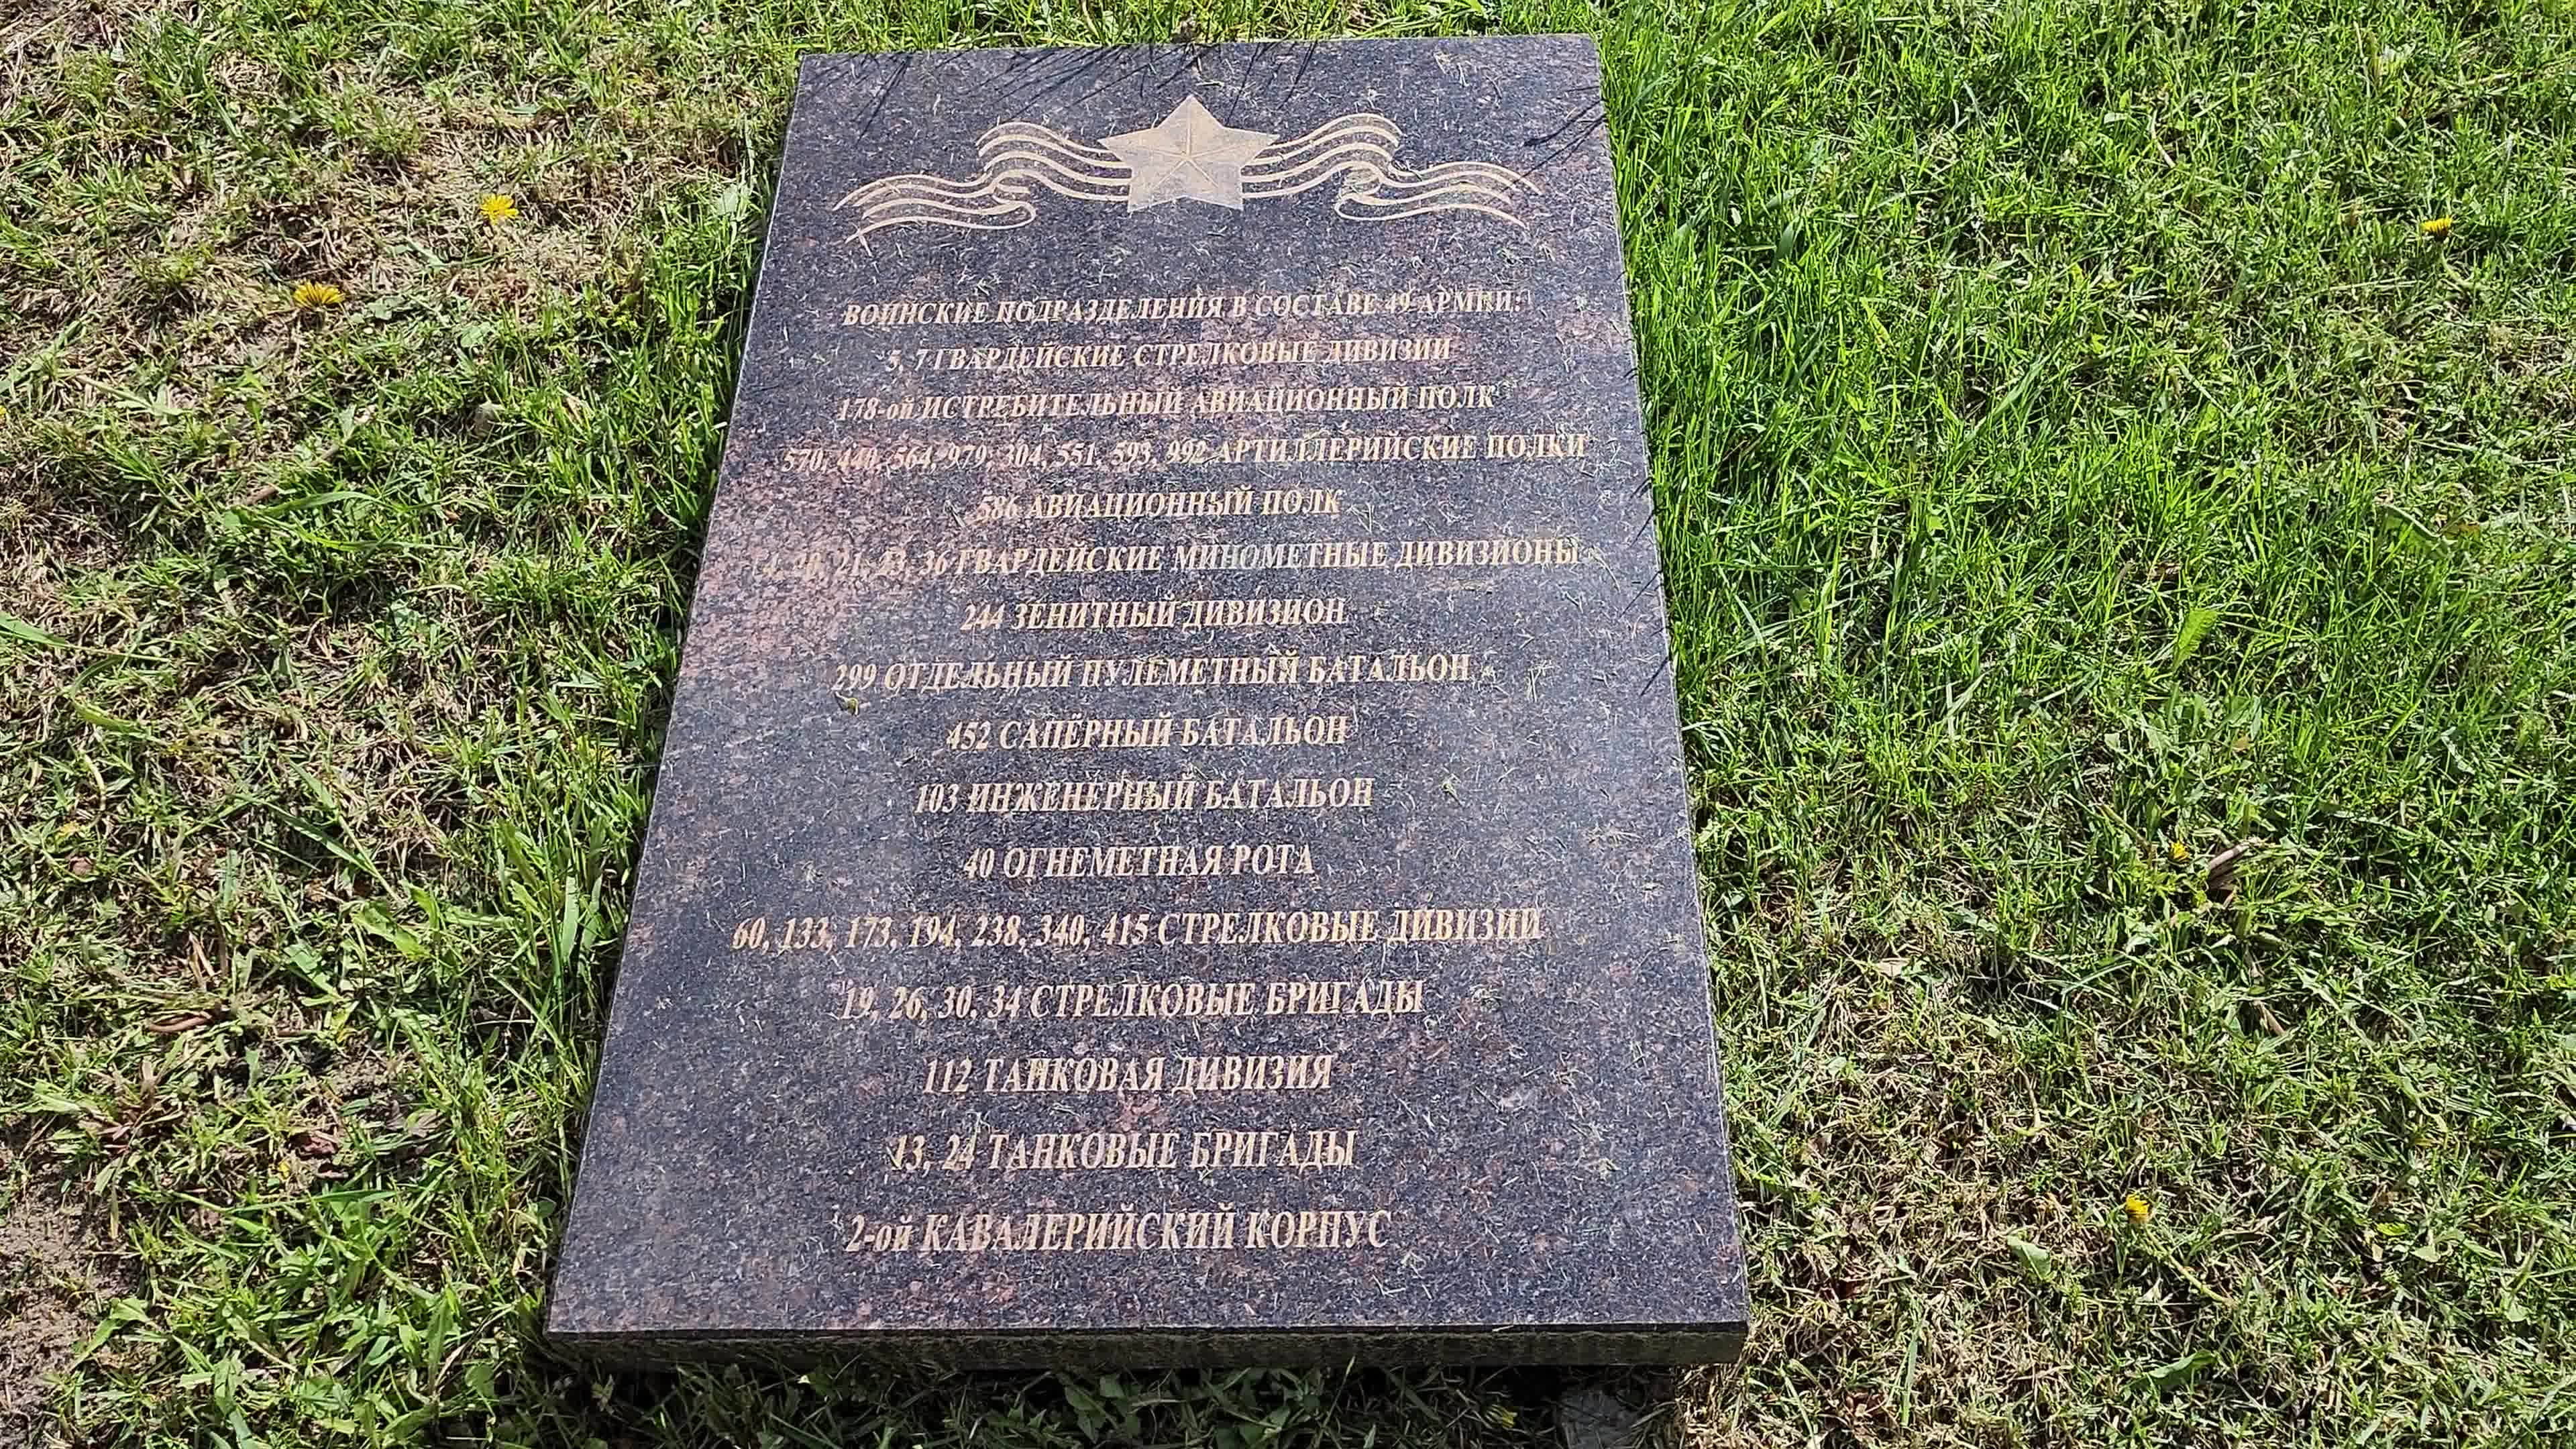 ВОИНСКИЕ ПОДРАЗДЕЛЕНИЯ В СОСТАВЕ 49 АРМИИ:
5, 7 ГВАРДЕЙСКИЕ СТРЕЛКОВЫЕ ДИВИЗИИ
178-ой ИСТРЕБИТЕЛЬНЫЙ АВИАЦИОННЫЙ ПОЛК
570, 440, 564, 979, 304, 551, 593, 992 АРТИЛЛЕРИЙСКИЕ ПОЛКИ
586 АВИАЦИОННЫЙ ПОЛК
21, 23, 36 ГВАРДЕЙСКИЕ МИНОМЕТНЫЕ ДИВИЗИОНЫ
244 ЗЕНИТНЫЙ ДИВИЗИОН
299 ОТДЕЛЬНЫЙ ПУЛЕМЕТНЫЙ БАТАЛЬОН
452 САПЁРНЫЙ БАТАЛЬОН
103 ИНЖЕНЕРНЫЙ БАТАЛЬОН
40 ОГНЕМЕТНАЯ РОТА
60, 133, 173, 194, 238, 340, 415 СТРЕЛКОВЫЕ ДИВИЗИИ
19, 26, 30, 34 СТРЕЛКОВЫЕ БРИГАДЫ
112 ТАНКОВАЯ ДИВИЗИЯ
13, 24 ТАНКОВЫЕ БРИГАДЫ
2-ой КАВАЛЕРИЙСКИЙ КОРПУС